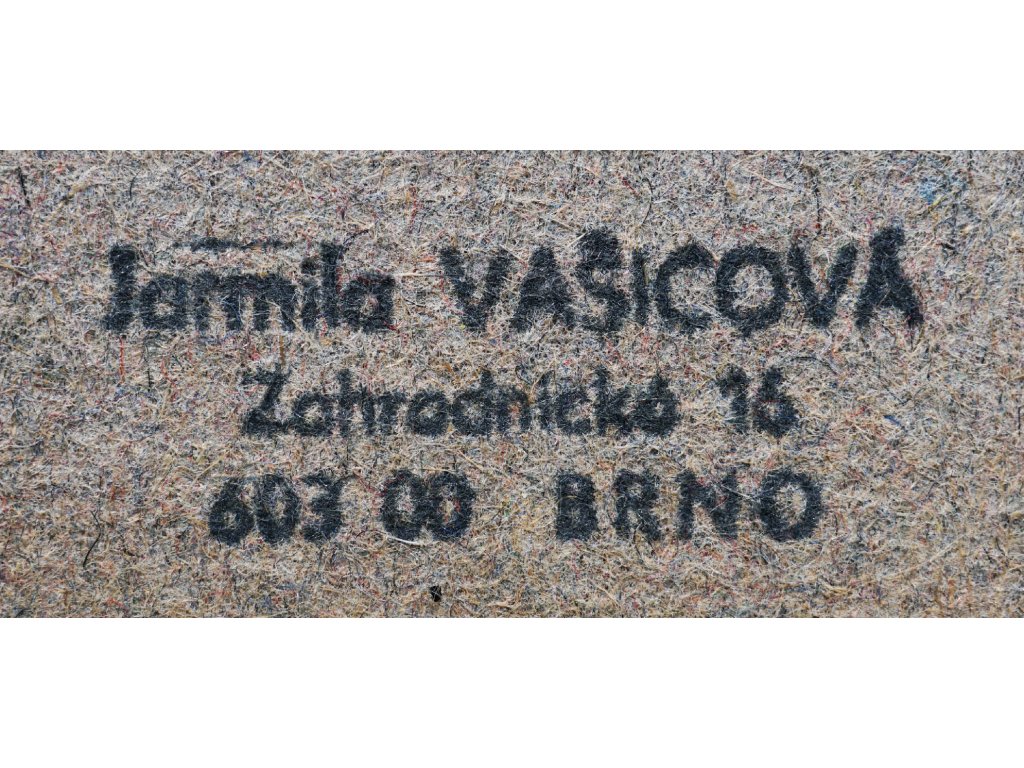 Jarmila VAŠICOVÁ
Zahradnická 16
603 00 BRNO